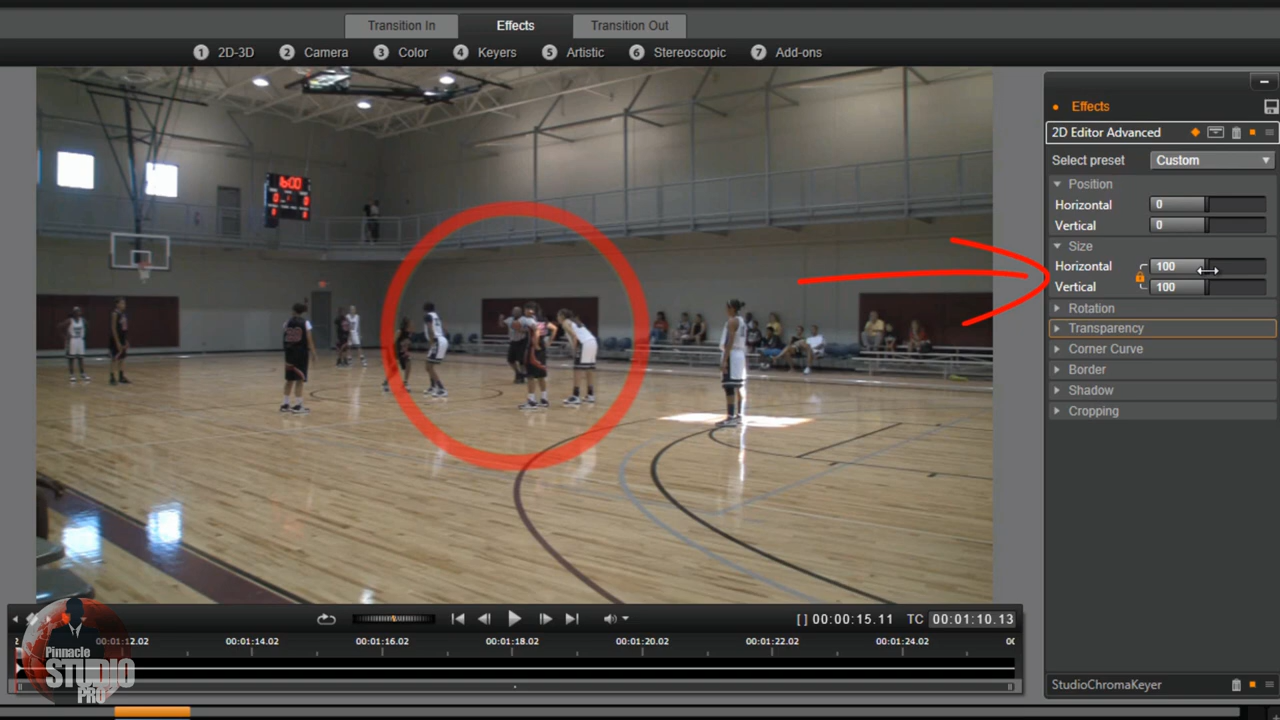 Transition In Effects Transition Out
1 2D-3D 2 Camera 3 Color 4 Keyers 5 Artistic 6 Stereoscopic 7 Add-ons
Effects
2D Editor Advanced
Select preset Custom
Position
Horizontal 0
Vertical 0
Size
Horizontal 100
Vertical 100
Rotation
Transparency
Corner Curve
Border
Shadow
Cropping
[ ] 00:00:15.11 TC 00:01:10.13
00:01:12.02 00:01:14.02 00:01:16.02 00:01:18.02 00:01:20.02 00:01:22.02 00:01:24.02
Pinnacle
STUDIO
PRO
StudioChromaKeyer